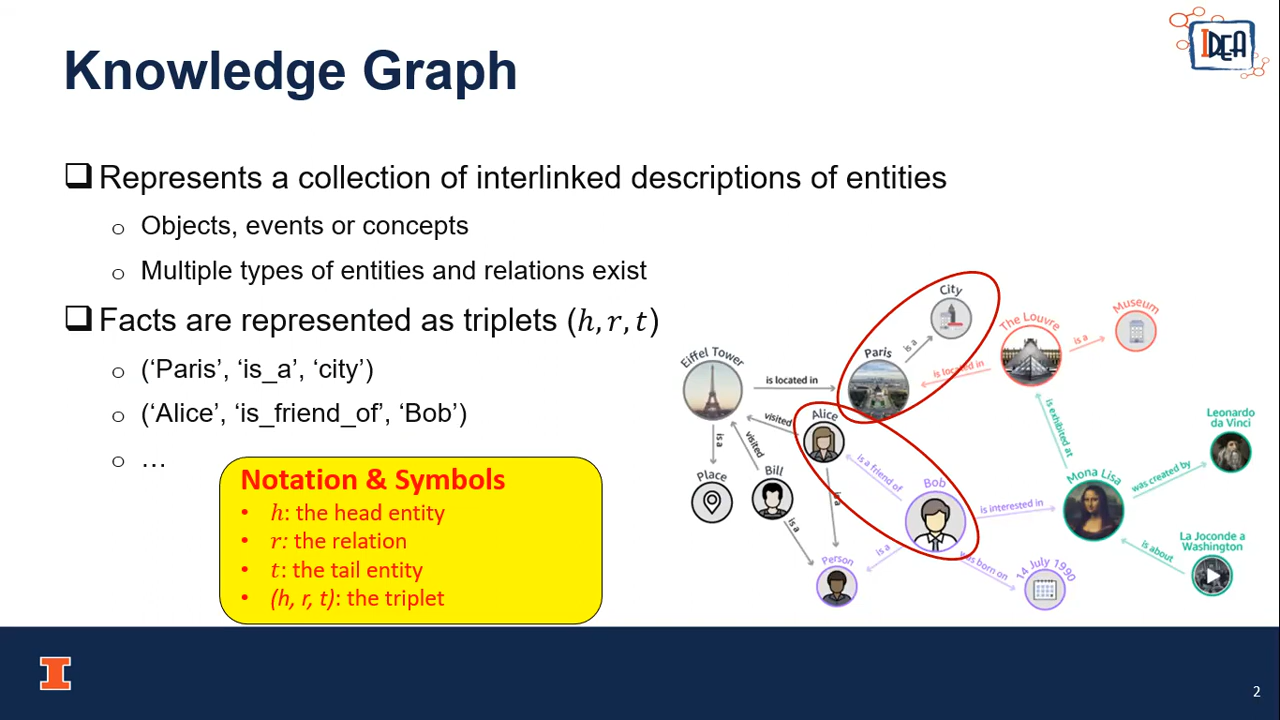 IDEA
Knowledge Graph
❑ Represents a collection of interlinked descriptions of entities
o Objects, events or concepts
o Multiple types of entities and relations exist
❑ Facts are represented as triplets (h, r, t)
o (‘Paris’, ‘is_a’, ‘city’)
o (‘Alice’, ‘is_friend_of’, ‘Bob’)
o …
Notation & Symbols
• h: the head entity
• r: the relation
• t: the tail entity
• (h, r, t): the triplet
City
Museum
The Louvre
is a
is a
Eiffel Tower
Paris
is located in
is located in
Alice
visited
Leonardo
da Vinci
is exhibited at
is a
visited
Place
Bill
is a friend of
Bob
Mona Lisa
was created by
is a
is interested in
is a
Person
is a
was born on
14 July 1990
is about
La Joconde a
Washington
I
2